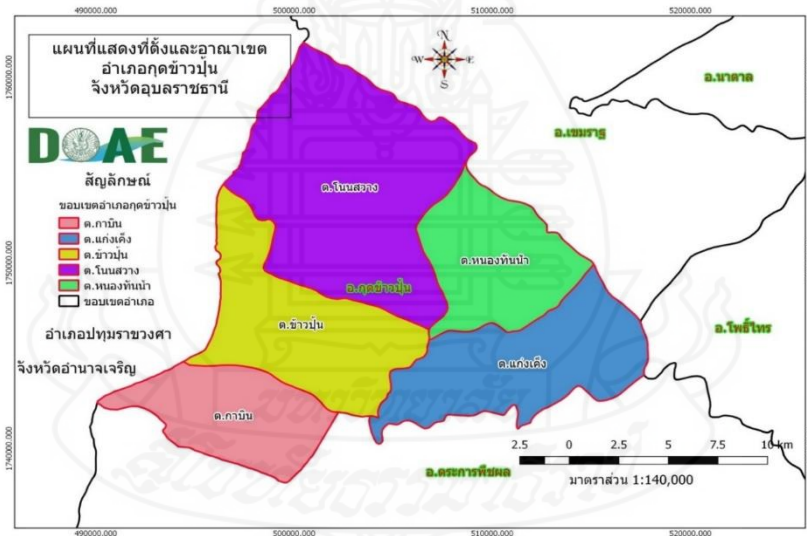 490000.000 500000.000 510000.000 520000.000
แผนที่แสดงที่ตั้งและอาณาเขต
อำเภอกุดข้าวปุ้น
จังหวัดอุบลราชธานี
N
W E
S
1760000.000
1750000.000
1740000.000
DOAE
สัญลักษณ์
ขอบเขตอำเภอกุดข้าวปุ้น
ต.กาบิน
ต.แก่งเค็ง
ต.ข้าวปุ้น
ต.โนนสวาง
ต.หนองทันน้ำ
ขอบเขตอำเภอ
อำเภอปทุมราชวงศา
จังหวัดอำนาจเจริญ
อ.นาตาล
อ.เขมราฐ
ต.โนนสวาง
ต.หนองทันน้ำ
อ.กุดข้าวปุ้น
ต.ข้าวปุ้น
อ.โพธิ์ไทร
ต.แก่งเค็ง
ต.กาบิน
อ.ตระการพืชผล
2.5 0 2.5 5 7.5 10 km
มาตราส่วน 1:140,000
490000.000 500000.000 510000.000 520000.000